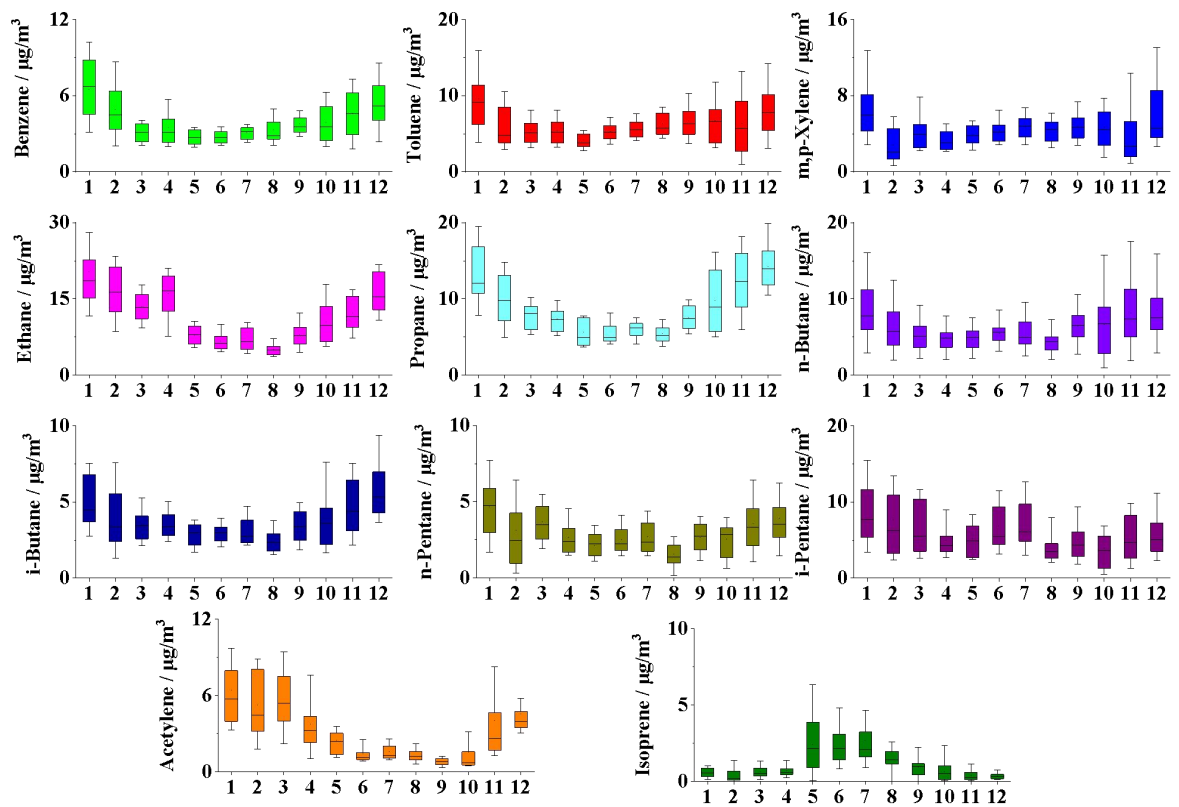 12
6
0
Benzene / μg/m³
1 2 3 4 5 6 7 8 9 10 11 12
20
10
0
Toluene / μg/m³
1 2 3 4 5 6 7 8 9 10 11 12
16
8
0
m,p-Xylene / μg/m³
1 2 3 4 5 6 7 8 9 10 11 12
30
15
0
Ethane / μg/m³
1 2 3 4 5 6 7 8 9 10 11 12
20
10
0
Propane / μg/m³
1 2 3 4 5 6 7 8 9 10 11 12
20
10
0
n-Butane / μg/m³
1 2 3 4 5 6 7 8 9 10 11 12
10
5
0
i-Butane / μg/m³
1 2 3 4 5 6 7 8 9 10 11 12
10
5
0
n-Pentane / μg/m³
1 2 3 4 5 6 7 8 9 10 11 12
20
10
0
i-Pentane / μg/m³
1 2 3 4 5 6 7 8 9 10 11 12
12
6
0
Acetylene / μg/m³
1 2 3 4 5 6 7 8 9 10 11 12
10
5
0
Isoprene / μg/m³
1 2 3 4 5 6 7 8 9 10 11 12